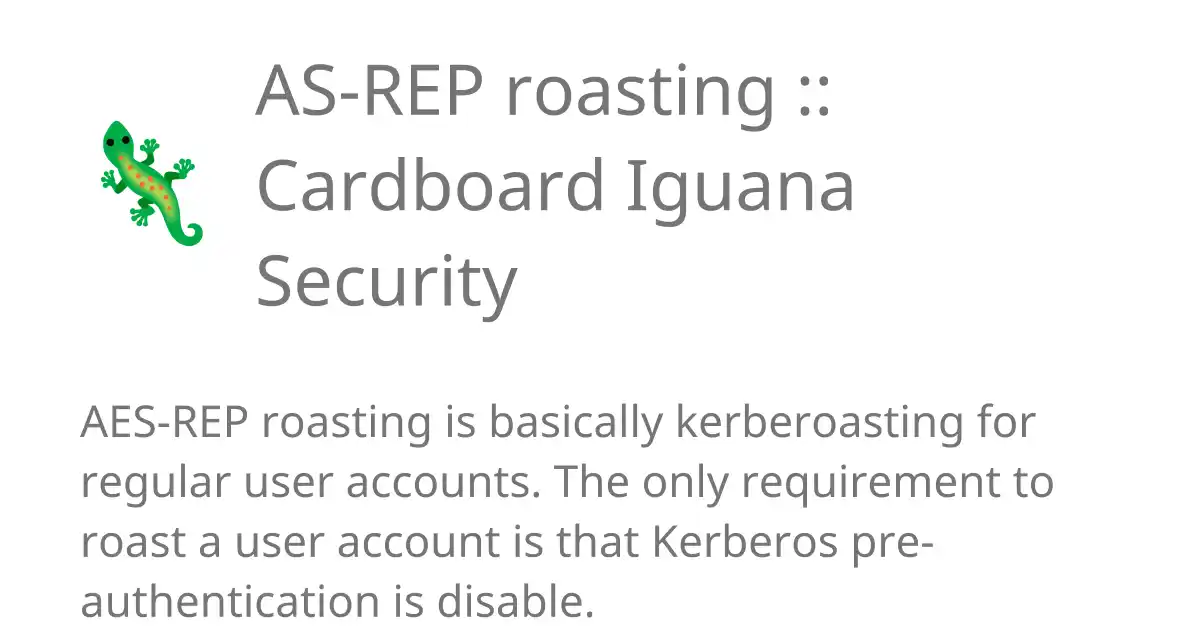 AS-REP roasting ::
Cardboard Iguana
Security
AES-REP roasting is basically kerberoasting for
regular user accounts. The only requirement to
roast a user account is that Kerberos pre-
authentication is disable.